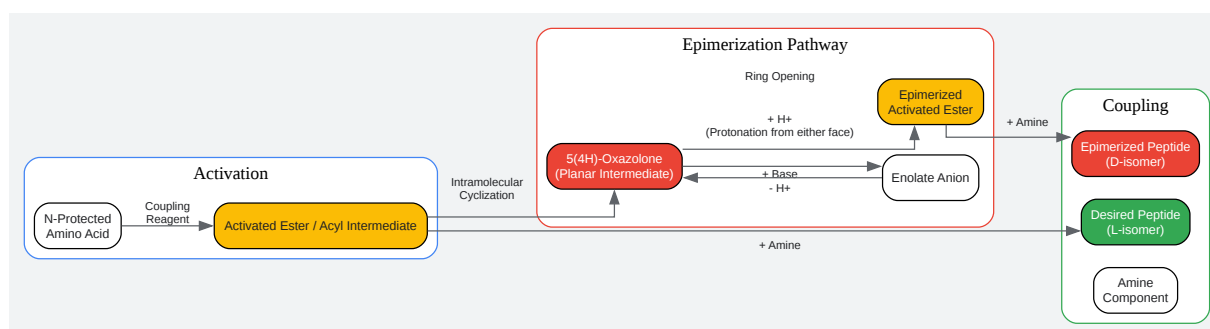 Epimerization Pathway
Ring Opening
Epimerized
Activated Ester
+ H+
(Protonation from either face)
5(4H)-Oxazolone
(Planar Intermediate)
+ Base
- H+
Enolate Anion
Activation
N-Protected
Amino Acid
Coupling
Reagent
Activated Ester / Acyl Intermediate
Intramolecular
Cyclization
+ Amine
+ Amine
Coupling
Epimerized Peptide
(D-isomer)
Desired Peptide
(L-isomer)
Amine
Component